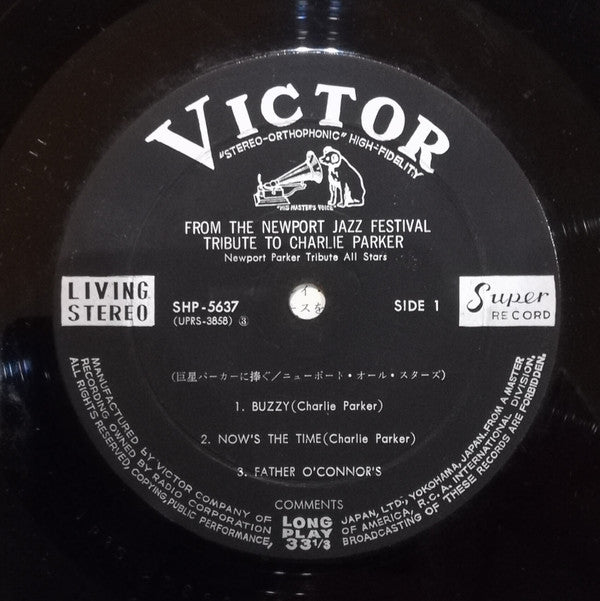 VICTOR
"STEREO-ORTHOPHONIC" HIGH-FIDELITY
"HIS MASTER'S VOICE"
FROM THE NEWPORT JAZZ FESTIVAL
TRIBUTE TO CHARLIE PARKER
Newport Parker Tribute All Stars
LIVING
STEREO
SHP-5637
(UPRS-3858) ③
イ
スを
SIDE 1
Super
RECORD
(巨星パーカーに捧ぐ/ニューポート・オール・スターズ)
1. BUZZY (Charlie Parker)
2. NOW'S THE TIME (Charlie Parker)
3. FATHER O'CONNOR'S
COMMENTS
LONG
PLAY
33 1/3
MANUFACTURED BY VICTOR COMPANY OF JAPAN, LTD., YOKOHAMA, JAPAN. FROM A MASTER
RECORDING OWNED BY RADIO CORPORATION OF AMERICA, R.C.A. INTERNATIONAL DIVISION.
ALL RIGHTS RESERVED, COPYING, PUBLIC PERFORMANCE, BROADCASTING OF THESE RECORDS ARE FORBIDDEN.